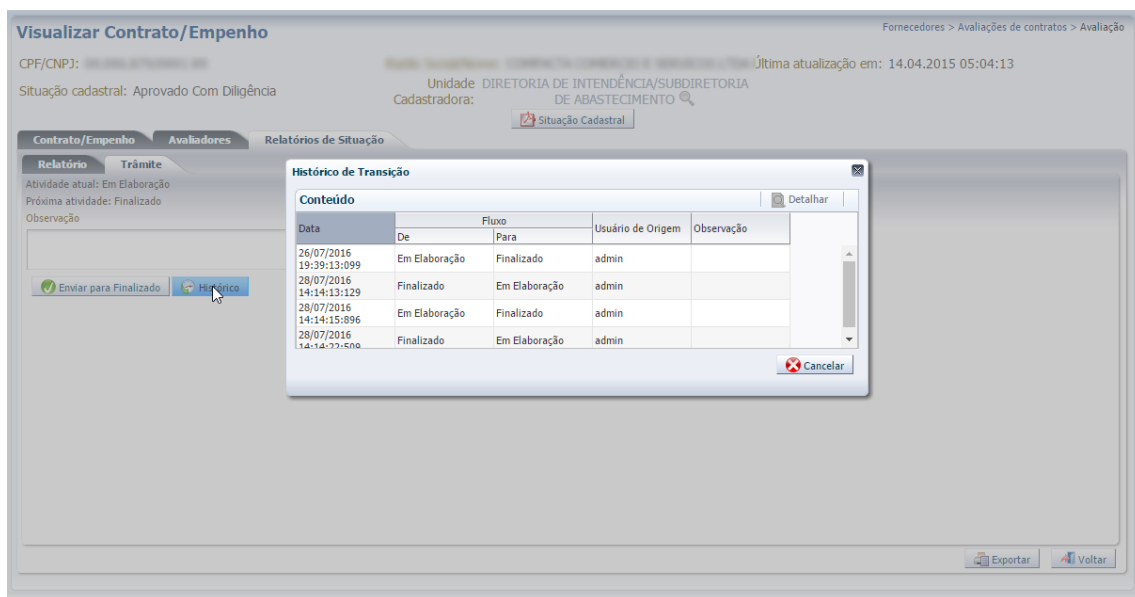 Visualizar Contrato/Empenho
Fornecedores > Avaliações de contratos > Avaliação
CPF/CNPJ:
Última atualização em: 14.04.2015 05:04:13
Situação cadastral: Aprovado Com Diligência
Unidade Cadastradora:
DIRETORIA DE INTENDÊNCIA/SUBDIRETORIA
DE ABASTECIMENTO
Situação Cadastral
Contrato/Empenho Avaliadores Relatórios de Situação
Relatório Trâmite
Atividade atual: Em Elaboração
Próxima atividade: Finalizado
Observação
Enviar para Finalizado Histórico
Histórico de Transição
Conteúdo Detalhar
Data Fluxo Usuário de Origem Observação
De Para
26/07/2016
19:39:13:099 Em Elaboração Finalizado admin
28/07/2016
14:14:13:129 Finalizado Em Elaboração admin
28/07/2016
14:14:15:896 Em Elaboração Finalizado admin
28/07/2016
14:14:22:509 Finalizado Em Elaboração admin
Cancelar
Exportar Voltar